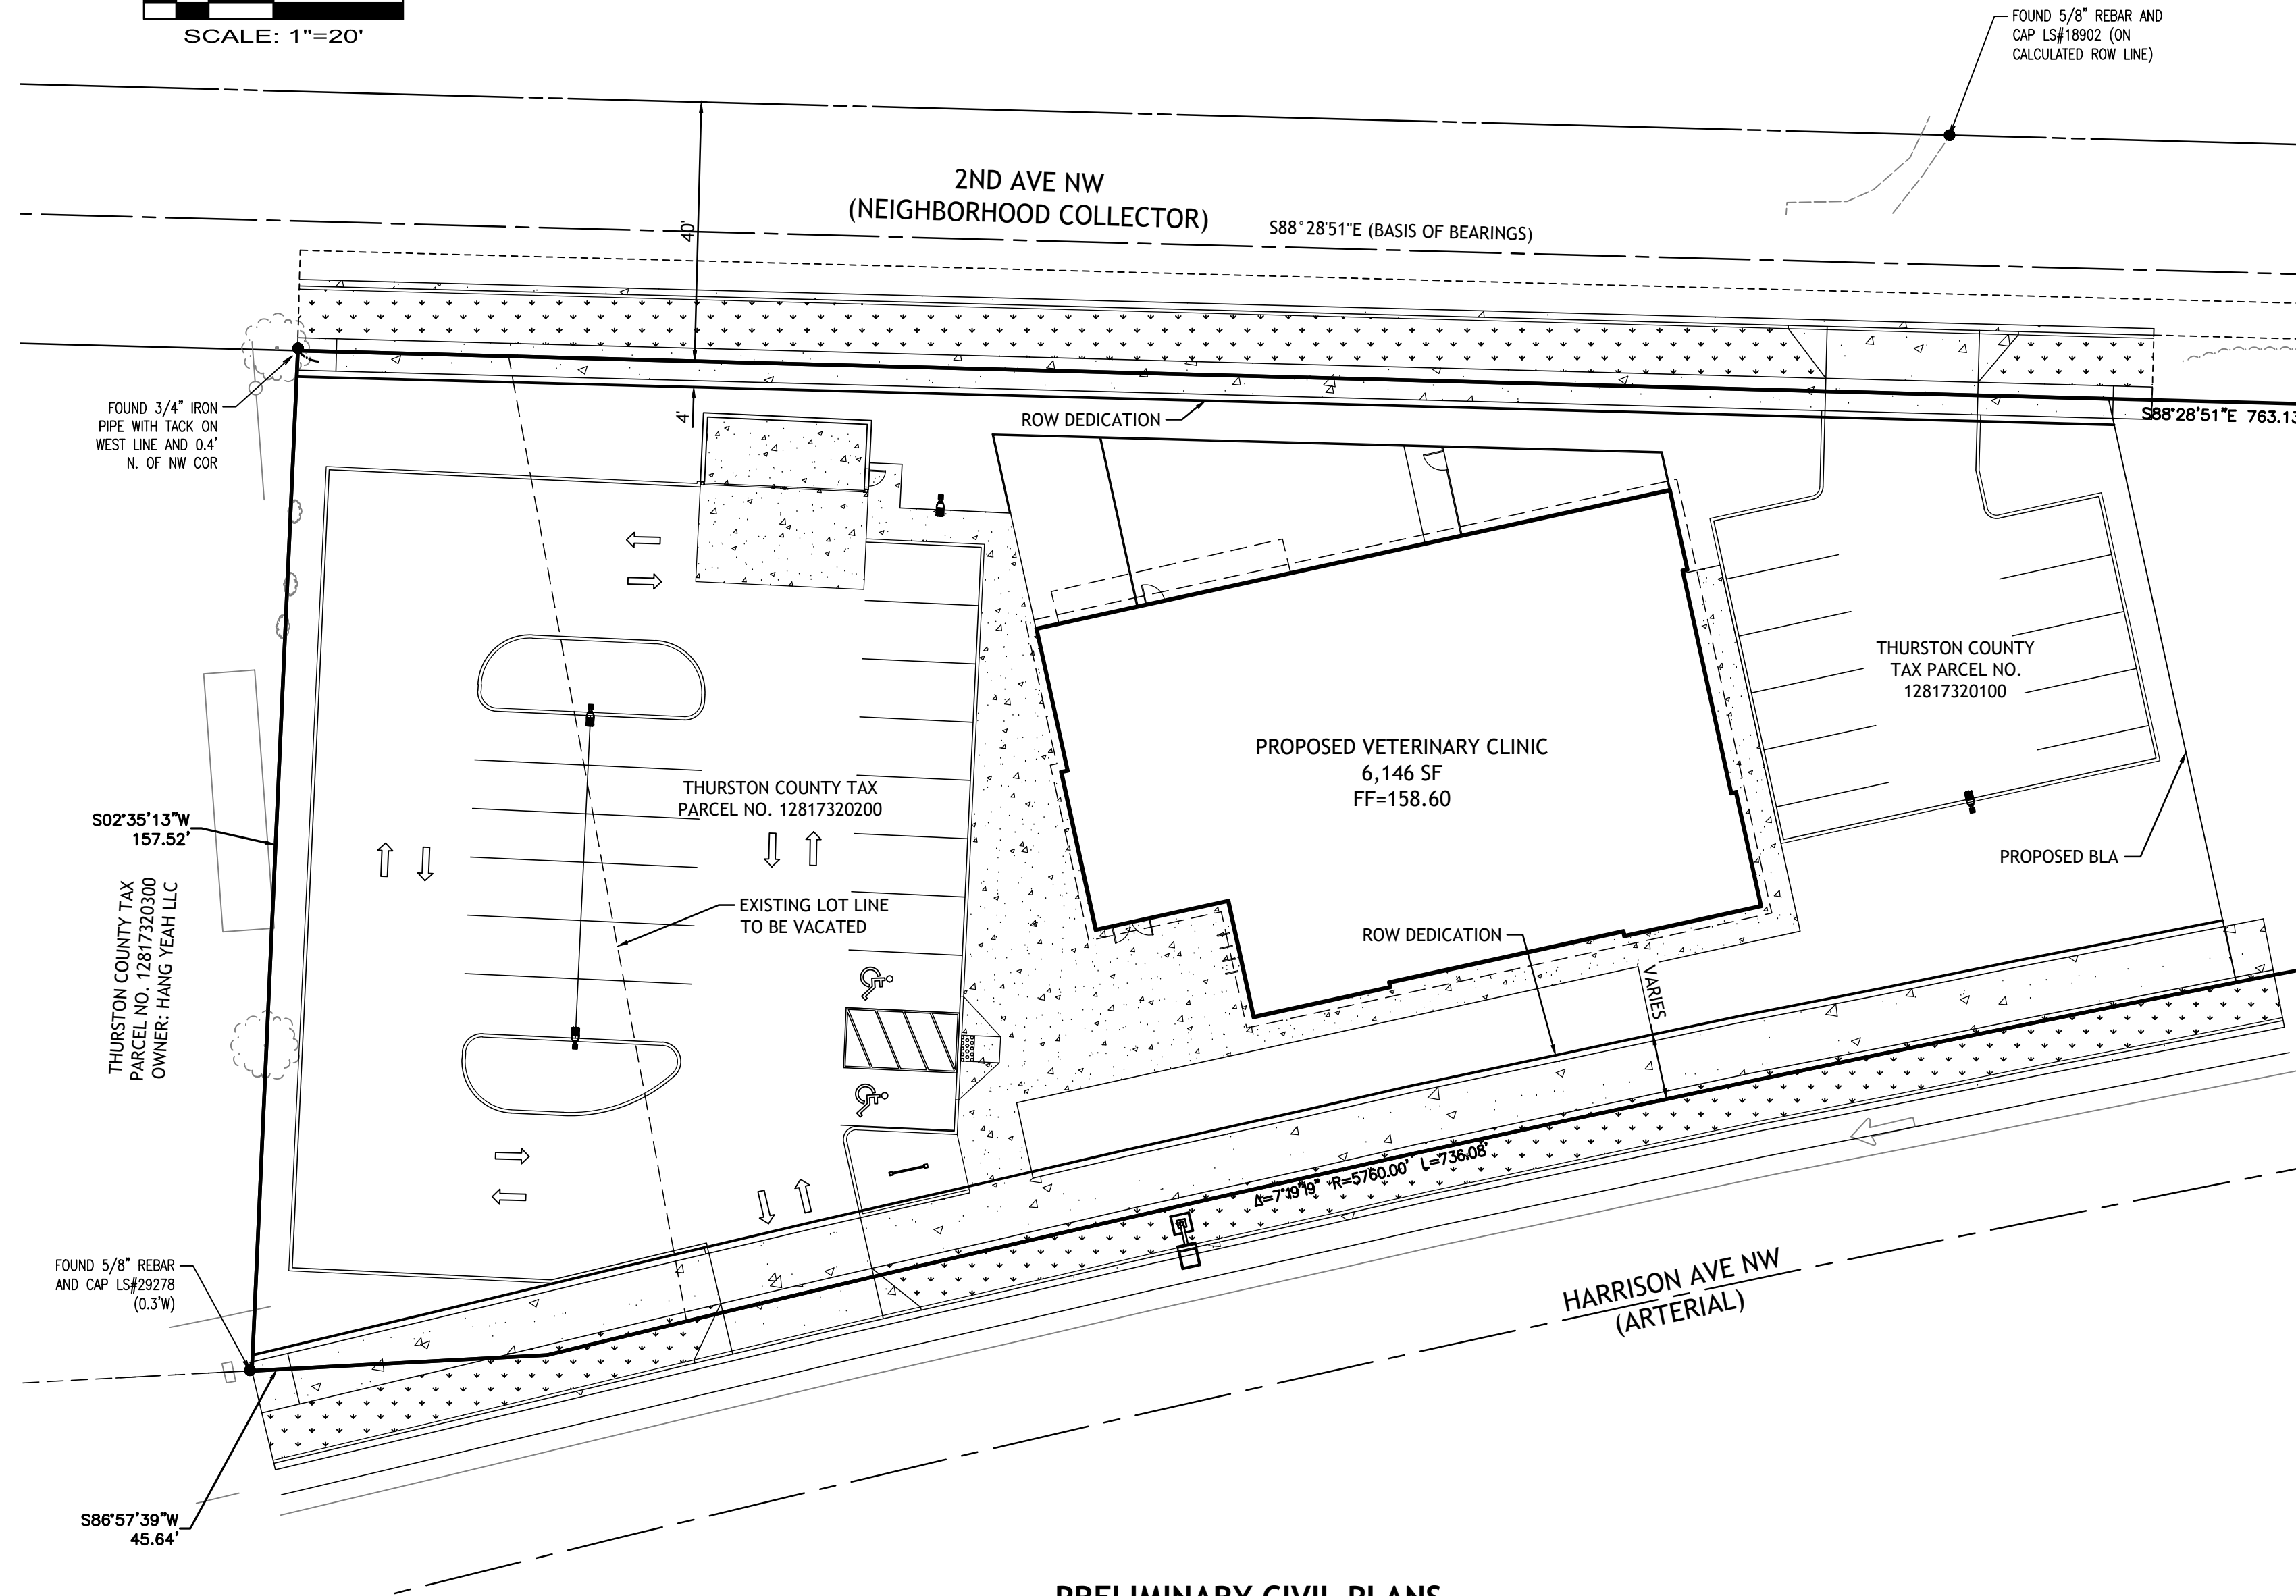 SCALE: 1"=20'
FOUND 5/8" REBAR AND
CAP LS#18902 (ON
CALCULATED ROW LINE)
2ND AVE NW
(NEIGHBORHOOD COLLECTOR)
S88°28'51"E (BASIS OF BEARINGS)
40'
FOUND 3/4" IRON
PIPE WITH TACK ON
WEST LINE AND 0.4'
N. OF NW COR
4'
ROW DEDICATION
S88°28'51"E 763.13
THURSTON COUNTY
TAX PARCEL NO.
12817320100
PROPOSED VETERINARY CLINIC
6,146 SF
FF=158.60
THURSTON COUNTY TAX
PARCEL NO. 12817320200
S02°35'13"W
157.52'
PROPOSED BLA
THURSTON COUNTY TAX
PARCEL NO. 12817320300
OWNER: HANG YEAH LLC
EXISTING LOT LINE
TO BE VACATED
ROW DEDICATION
VARIES
Δ=7°19'19" R=5760.00' L=736.08'
FOUND 5/8" REBAR
AND CAP LS#29278
(0.3'W)
HARRISON AVE NW
(ARTERIAL)
S86°57'39"W
45.64'
PRELIMINARY CIVIL PLANS